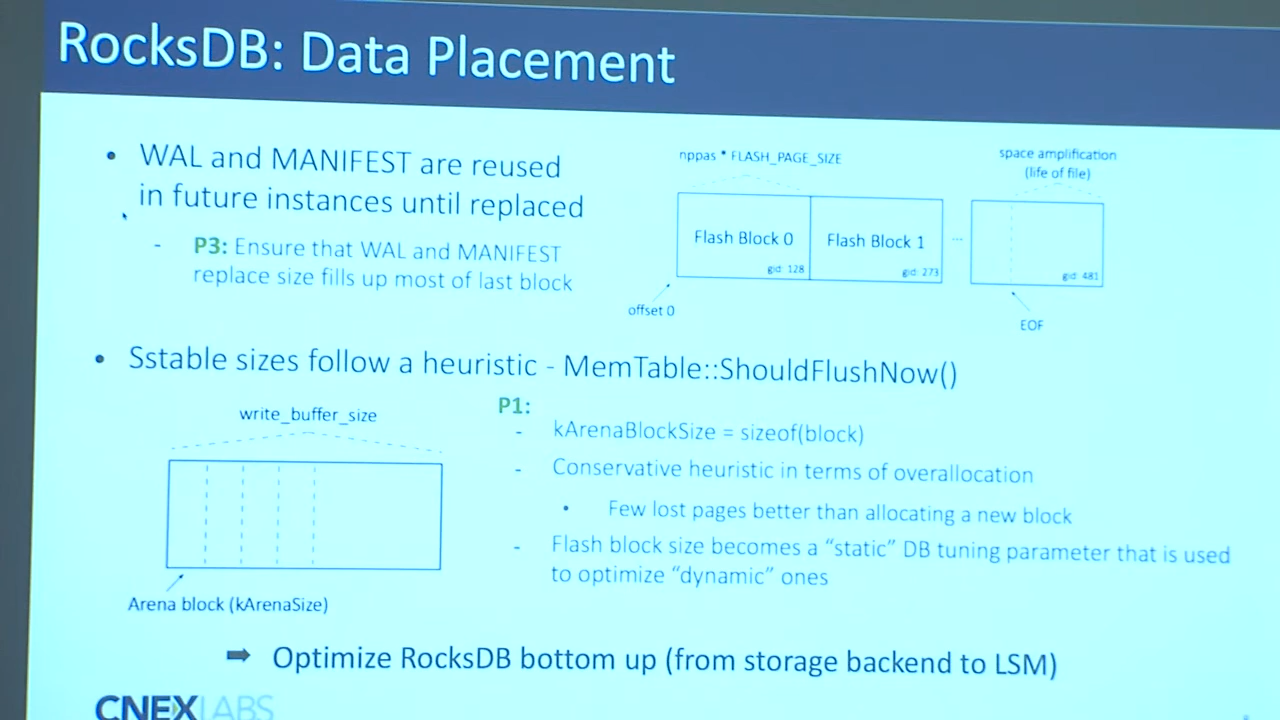 RocksDB: Data Placement
• WAL and MANIFEST are reused
in future instances until replaced
- P3: Ensure that WAL and MANIFEST
replace size fills up most of last block
nppas * FLASH_PAGE_SIZE
space amplification
(life of file)
Flash Block 0
gid: 128
Flash Block 1
gid: 273
...
gid: 481
offset 0
EOF
• Sstable sizes follow a heuristic - MemTable::ShouldFlushNow()
write_buffer_size
Arena block (kArenaSize)
P1:
- kArenaBlockSize = sizeof(block)
- Conservative heuristic in terms of overallocation
• Few lost pages better than allocating a new block
- Flash block size becomes a “static” DB tuning parameter that is used
to optimize “dynamic” ones
➡ Optimize RocksDB bottom up (from storage backend to LSM)
CNEXLABS